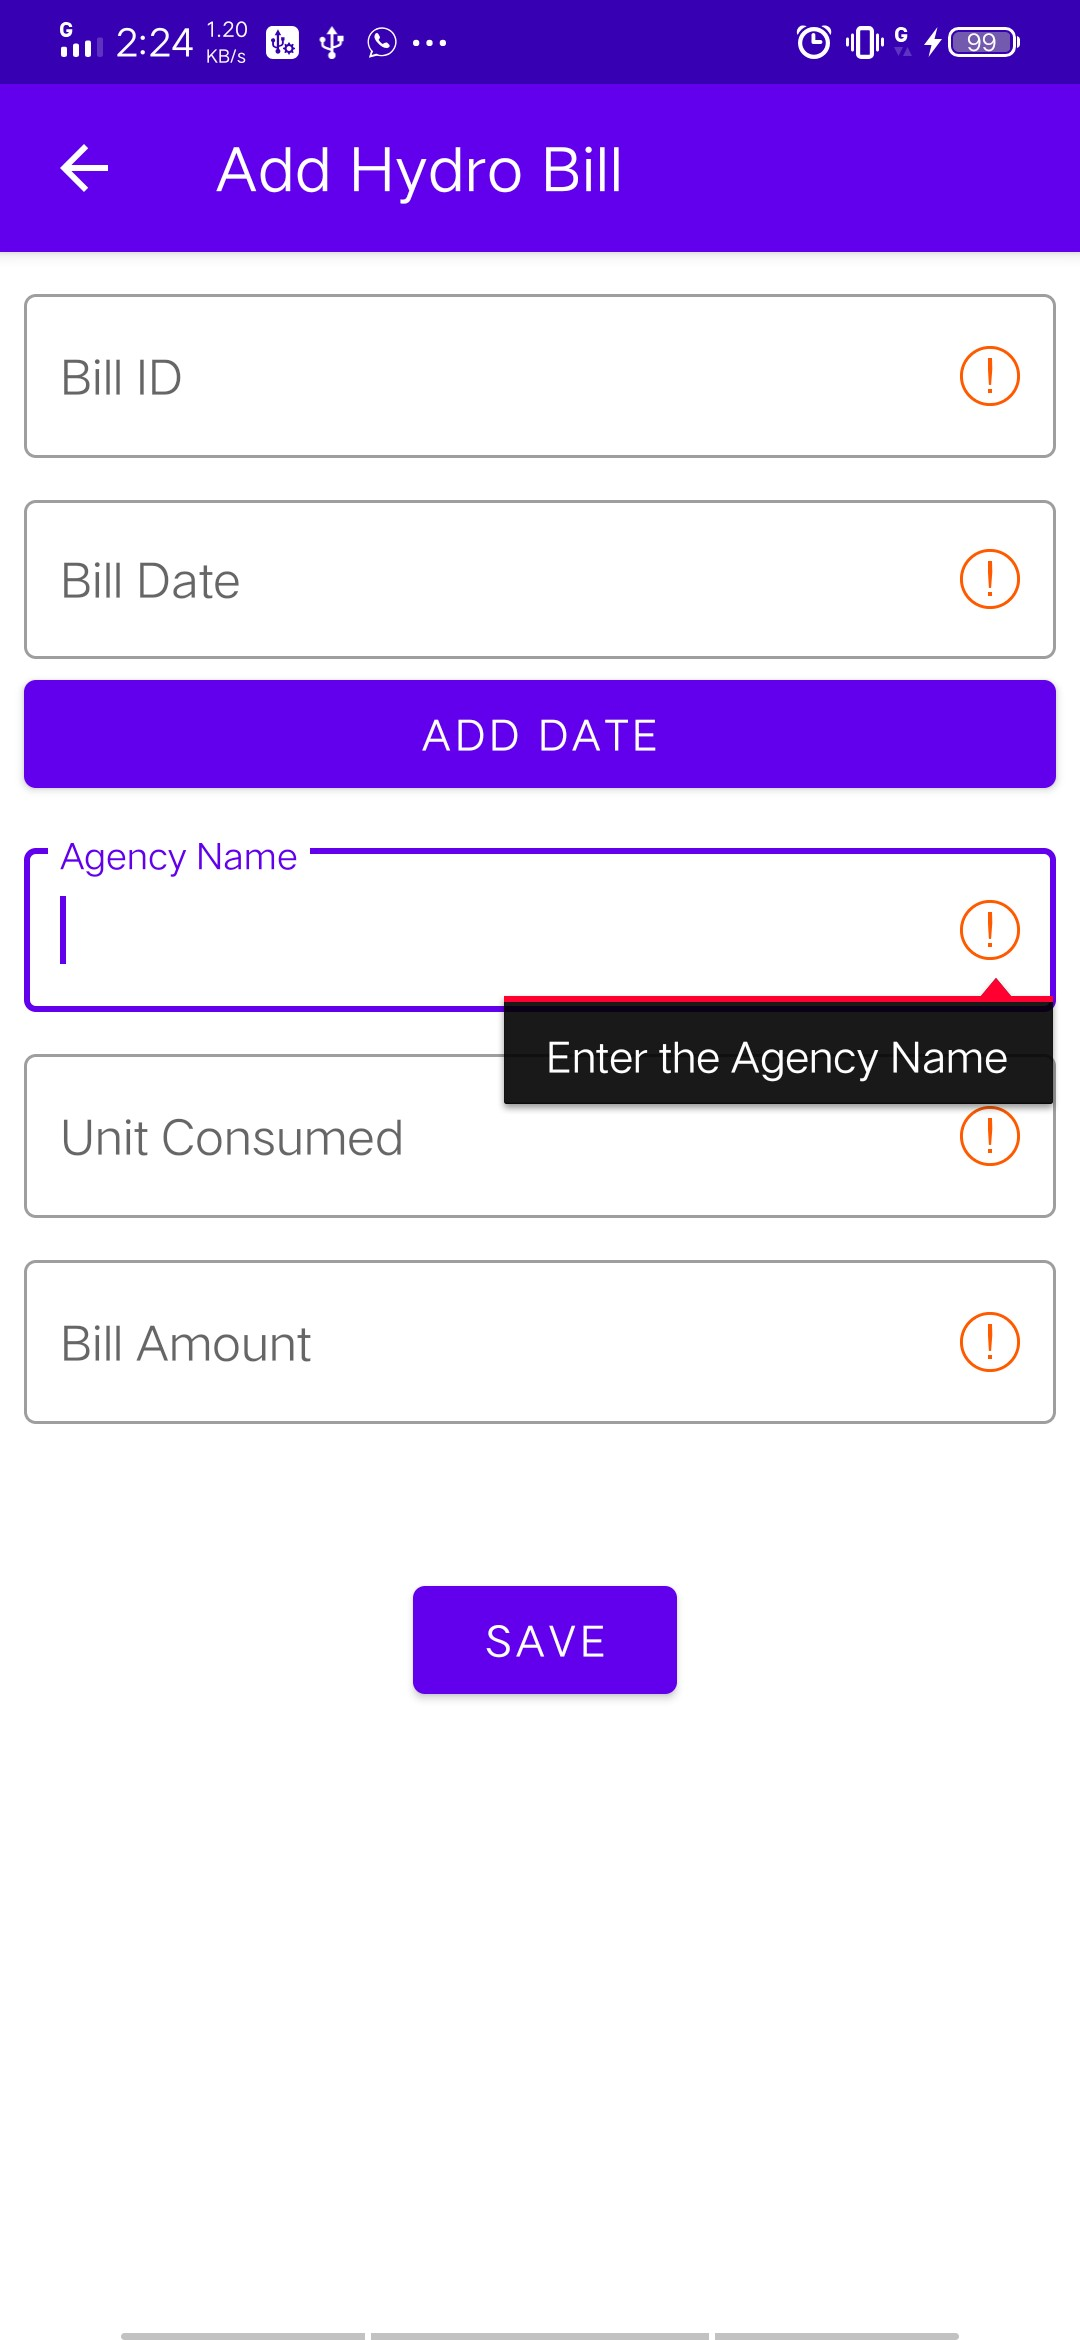 G 2:24 1.20 KB/s G 99
Add Hydro Bill
Bill ID
Bill Date
ADD DATE
Agency Name
Enter the Agency Name
Unit Consumed
Bill Amount
SAVE